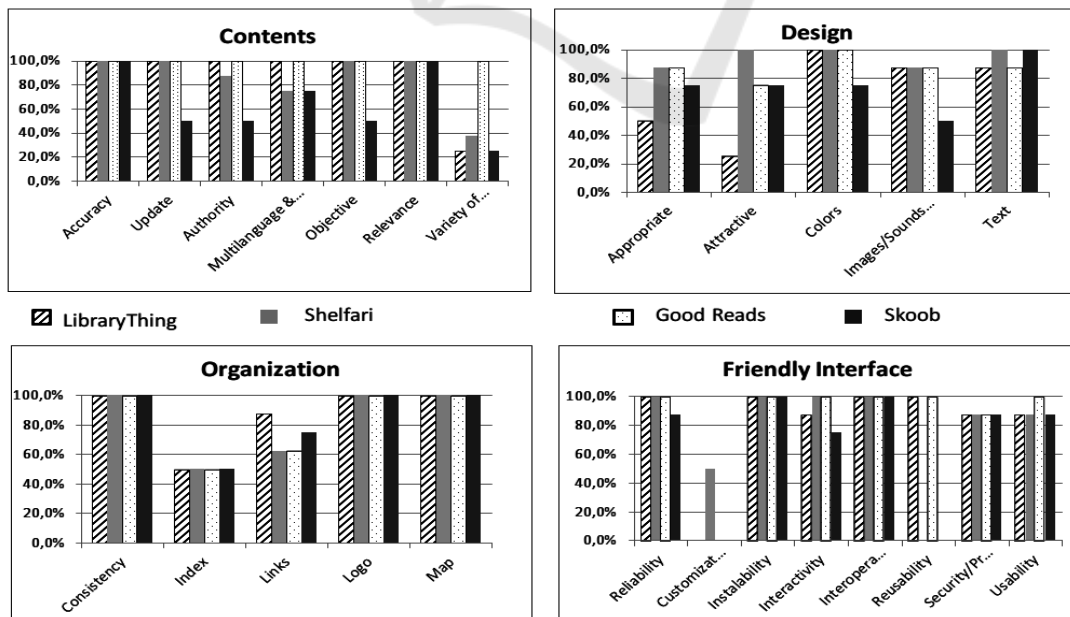 Contents
100,0%
80,0%
60,0%
40,0%
20,0%
0,0%
Accuracy
Update
Authority
Multilanguage &...
Objective
Relevance
Variety of...
Design
100,0%
80,0%
60,0%
40,0%
20,0%
0,0%
Appropriate
Attractive
Colors
Images/Sounds...
Text
LibraryThing
Shelfari
Good Reads
Skoob
Organization
100,0%
80,0%
60,0%
40,0%
20,0%
0,0%
Consistency
Index
Links
Logo
Map
Friendly Interface
100,0%
80,0%
60,0%
40,0%
20,0%
0,0%
Reliability
Customizat...
Instalability
Interactivity
Interopera...
Reusability
Security/Pr...
Usability